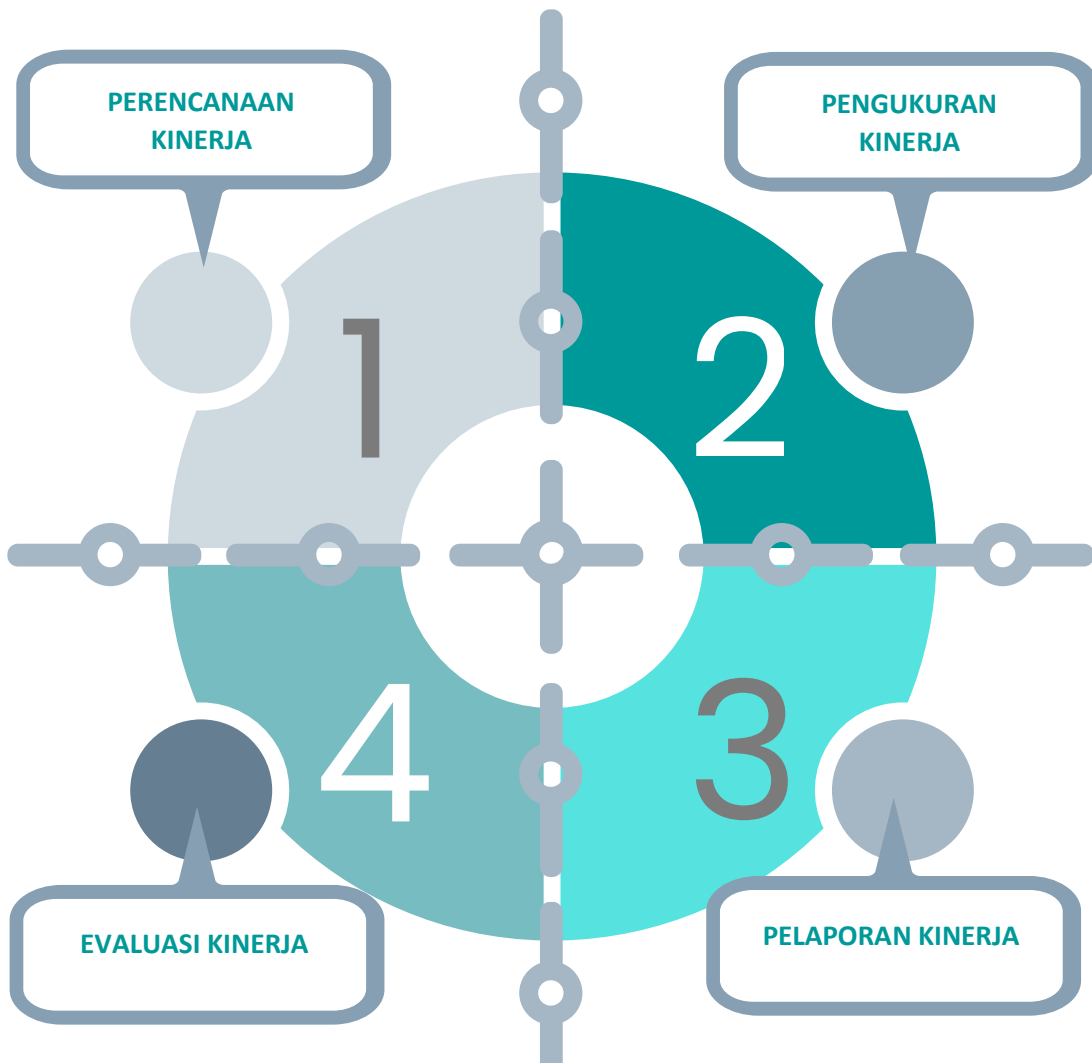 PERENCANAAN
KINERJA
PENGUKURAN
KINERJA
1
2
4
3
EVALUASI KINERJA
PELAPORAN KINERJA